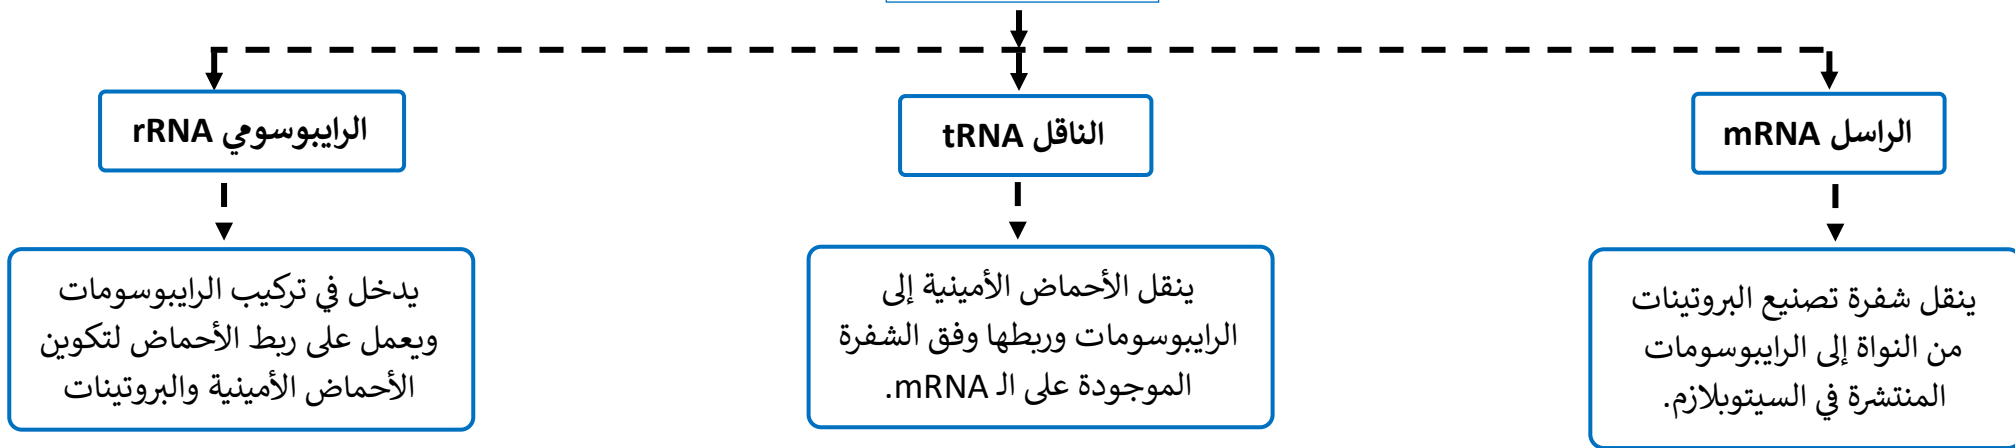 الراسل mRNA
الناقل tRNA
الرايبوسومي rRNA
ينقل شفرة تصنيع البروتينات
من النواة إلى الرايبوسومات
المنتشرة في السيتوبلازم.
ينقل الأحماض الأمينية إلى
الرايبوسومات وربطها وفق الشفرة
الموجودة على الـ mRNA.
يدخل في تركيب الرايبوسومات
ويعمل على ربط الأحماض لتكوين
الأحماض الأمينية والبروتينات